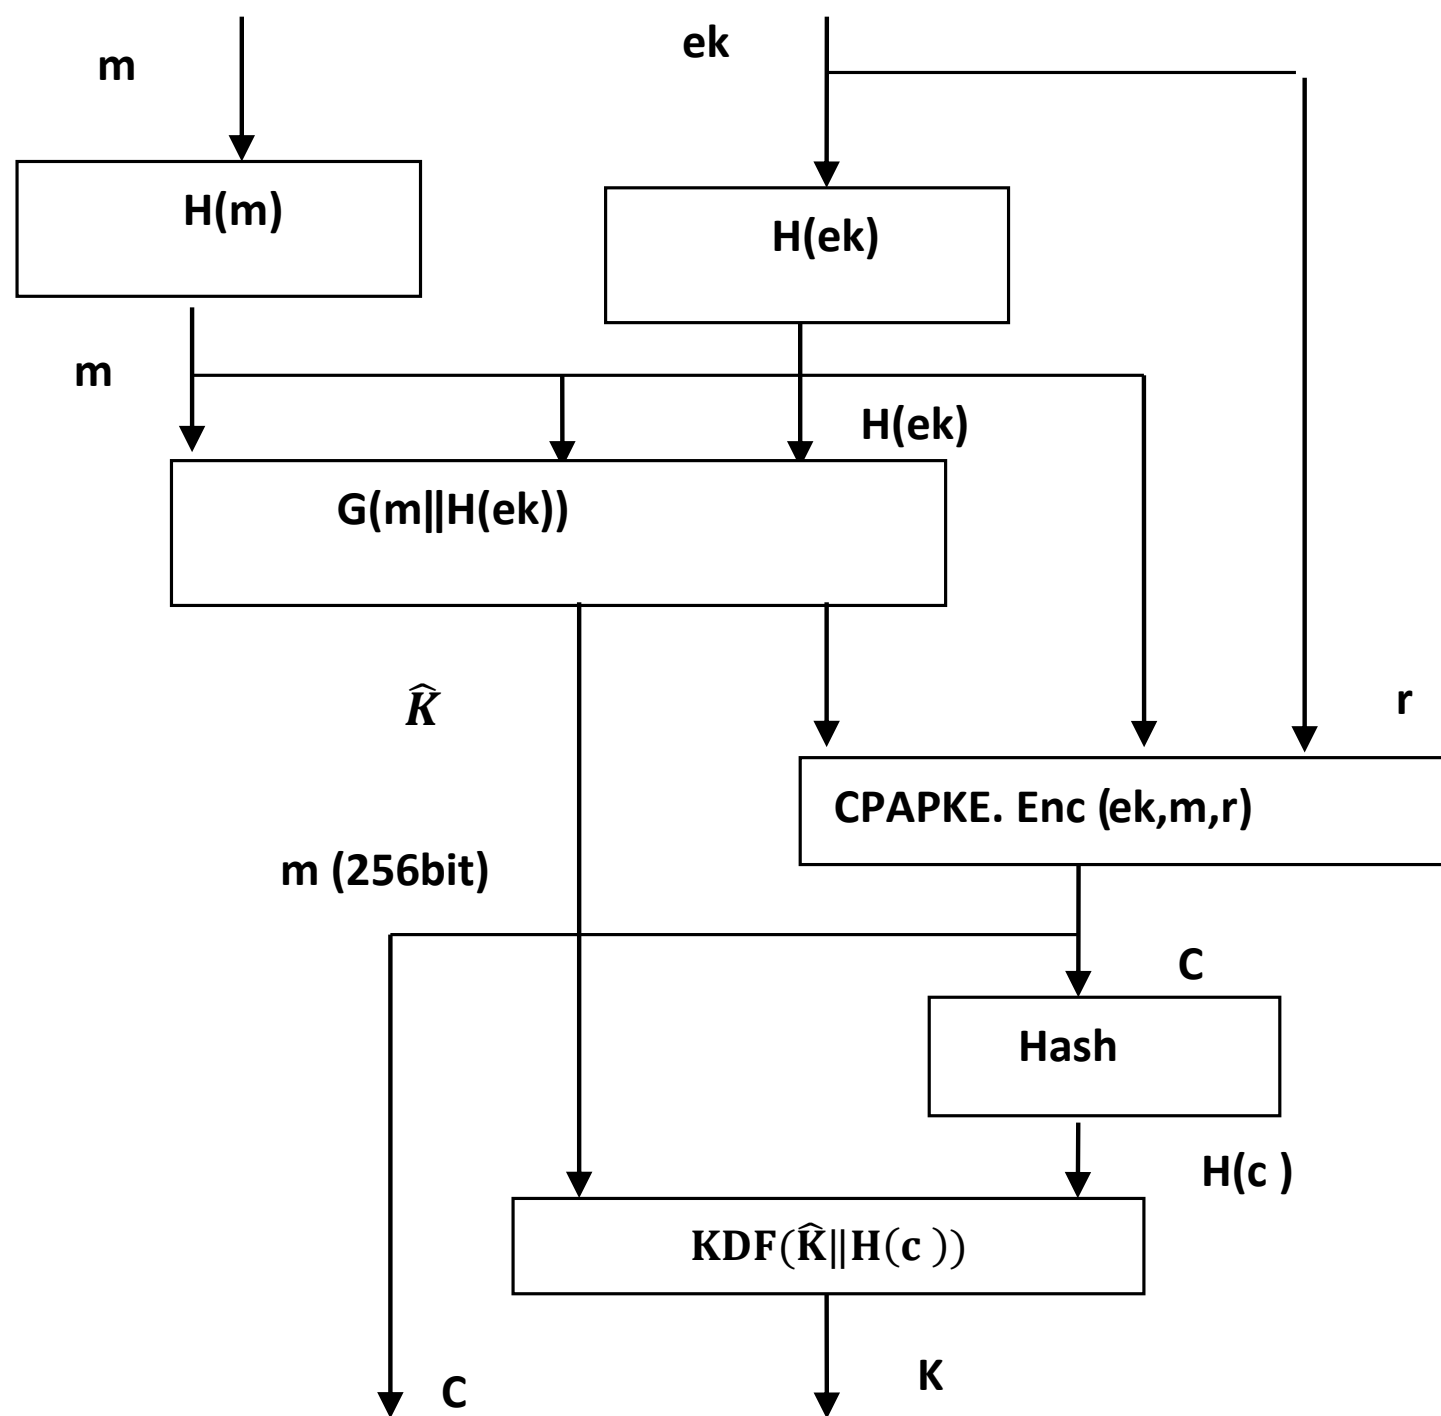 m
ek
H(m)
H(ek)
m
H(ek)
G(m||H(ek))
K̂
r
CPAPKE. Enc (ek,m,r)
m (256bit)
C
Hash
H(c )
KDF(K̂||H(c ))
K
C